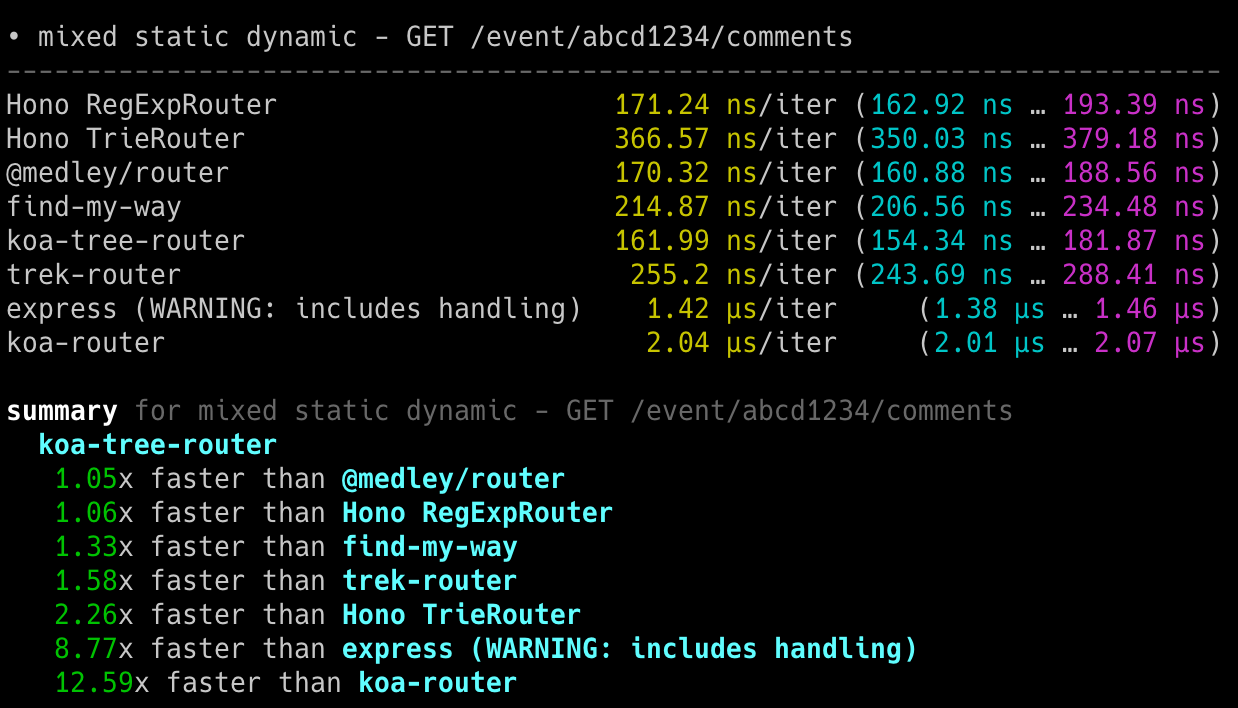 • mixed static dynamic - GET /event/abcd1234/comments
----------------------------------------------------------------------------
Hono RegExpRouter 171.24 ns/iter (162.92 ns … 193.39 ns)
Hono TrieRouter 366.57 ns/iter (350.03 ns … 379.18 ns)
@medley/router 170.32 ns/iter (160.88 ns … 188.56 ns)
find-my-way 214.87 ns/iter (206.56 ns … 234.48 ns)
koa-tree-router 161.99 ns/iter (154.34 ns … 181.87 ns)
trek-router 255.2 ns/iter (243.69 ns … 288.41 ns)
express (WARNING: includes handling) 1.42 µs/iter (1.38 µs … 1.46 µs)
koa-router 2.04 µs/iter (2.01 µs … 2.07 µs)
summary for mixed static dynamic - GET /event/abcd1234/comments
koa-tree-router
1.05x faster than @medley/router
1.06x faster than Hono RegExpRouter
1.33x faster than find-my-way
1.58x faster than trek-router
2.26x faster than Hono TrieRouter
8.77x faster than express (WARNING: includes handling)
12.59x faster than koa-router